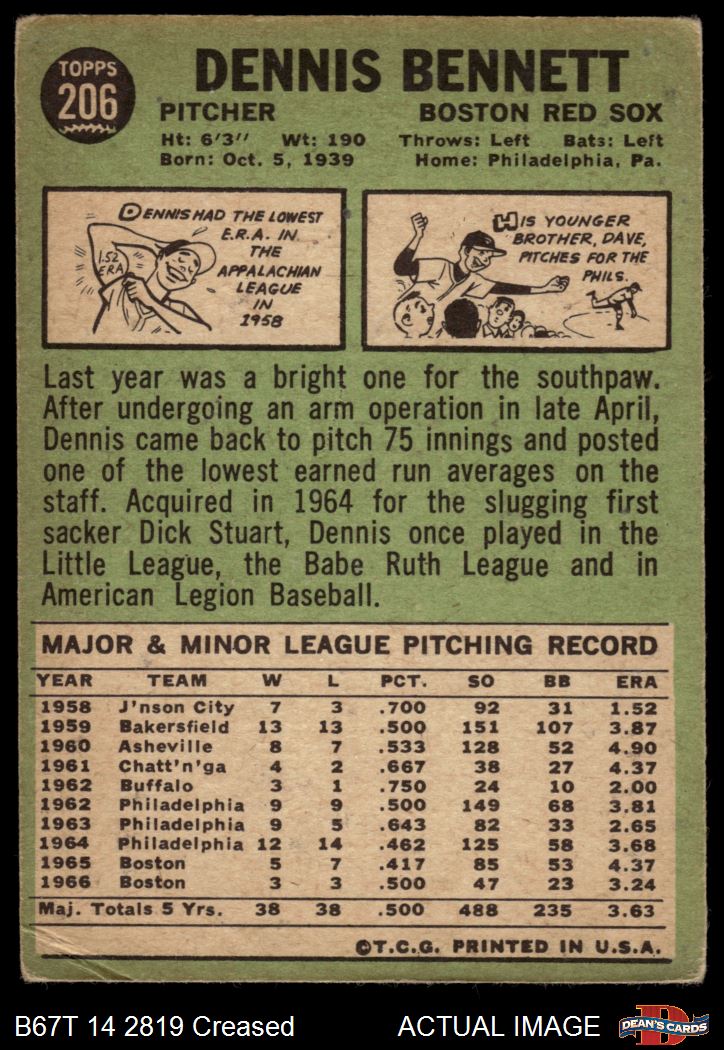 TOPPS
206
DENNIS BENNETT
PITCHER BOSTON RED SOX
Ht: 6'3'' Wt: 190 Throws: Left Bats: Left
Born: Oct. 5, 1939 Home: Philadelphia, Pa.
DENNIS HAD THE LOWEST
E.R.A. IN
THE
APPALACHIAN
LEAGUE
IN
1958
1.52
ERA
HIS YOUNGER
BROTHER, DAVE,
PITCHES FOR THE
PHILS.
Last year was a bright one for the southpaw.
After undergoing an arm operation in late April,
Dennis came back to pitch 75 innings and posted
one of the lowest earned run averages on the
staff. Acquired in 1964 for the slugging first
sacker Dick Stuart, Dennis once played in the
Little League, the Babe Ruth League and in
American Legion Baseball.
MAJOR & MINOR LEAGUE PITCHING RECORD
YEAR TEAM W L PCT. SO BB ERA
1958 J'nson City 7 3 .700 92 31 1.52
1959 Bakersfield 13 13 .500 151 107 3.87
1960 Asheville 8 7 .533 128 52 4.90
1961 Chatt'n'ga 4 2 .667 38 27 4.37
1962 Buffalo 3 1 .750 24 10 2.00
1962 Philadelphia 9 9 .500 149 68 3.81
1963 Philadelphia 9 5 .643 82 33 2.65
1964 Philadelphia 12 14 .462 125 58 3.68
1965 Boston 5 7 .417 85 53 4.37
1966 Boston 3 3 .500 47 23 3.24
Maj. Totals 5 Yrs. 38 38 .500 488 235 3.63
©T.C.G. PRINTED IN U.S.A.
B67T 14 2819 Creased ACTUAL IMAGE
D
DEAN'S CARDS